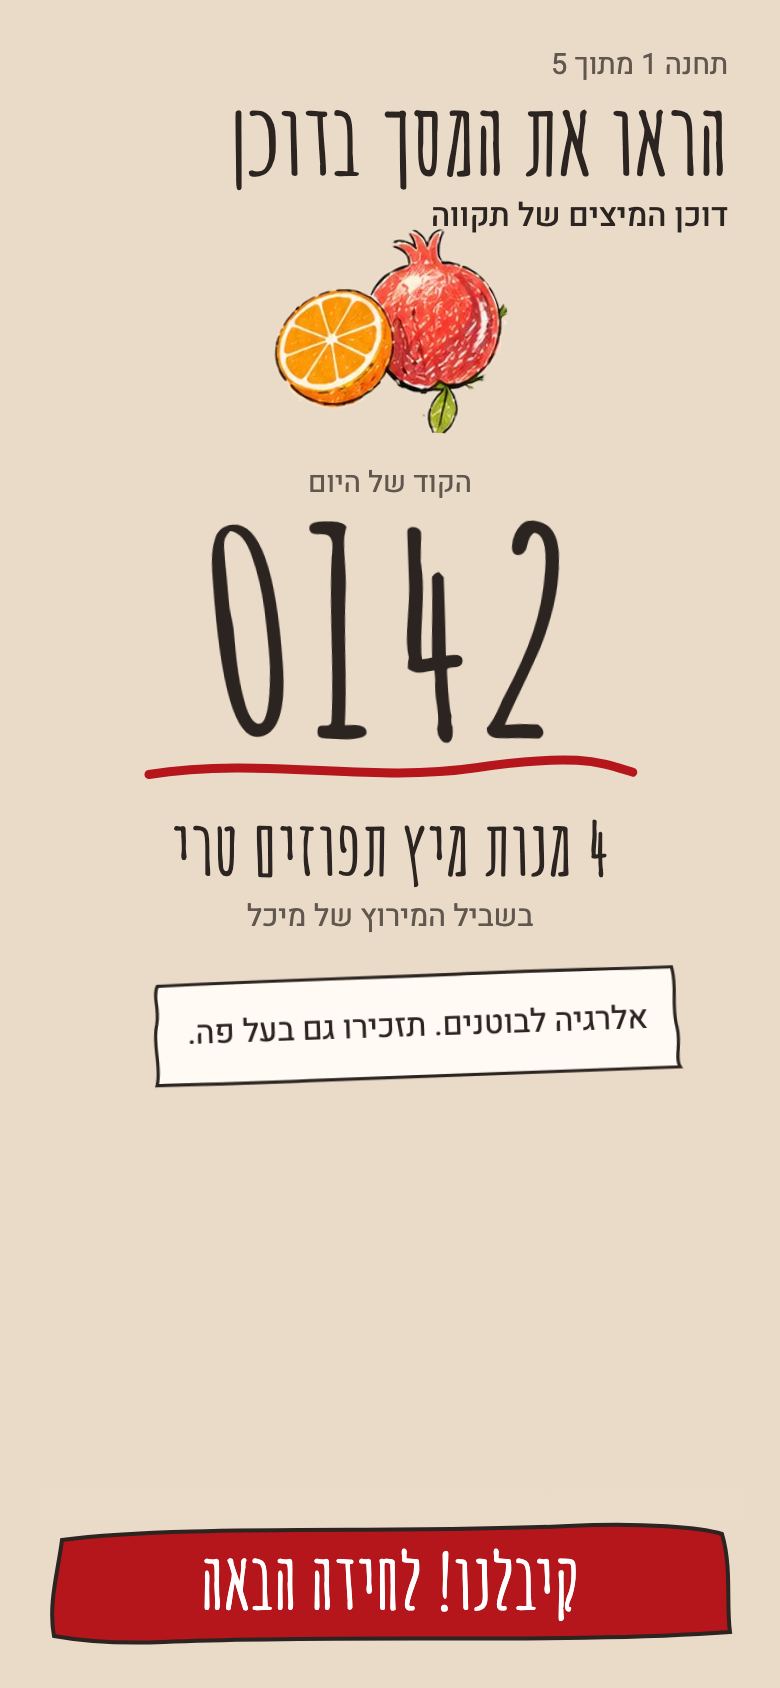 תחנה 1 מתוך 5
הראו את המסך בדוכן
דוכן המיצים של תקווה
הקוד של היום
0142
4 מנות מיץ תפוזים טרי
בשביל המירוץ של מיכל
אלרגיה לבוטנים. תזכירו גם בעל פה.
קיבלנו! לחידה הבאה